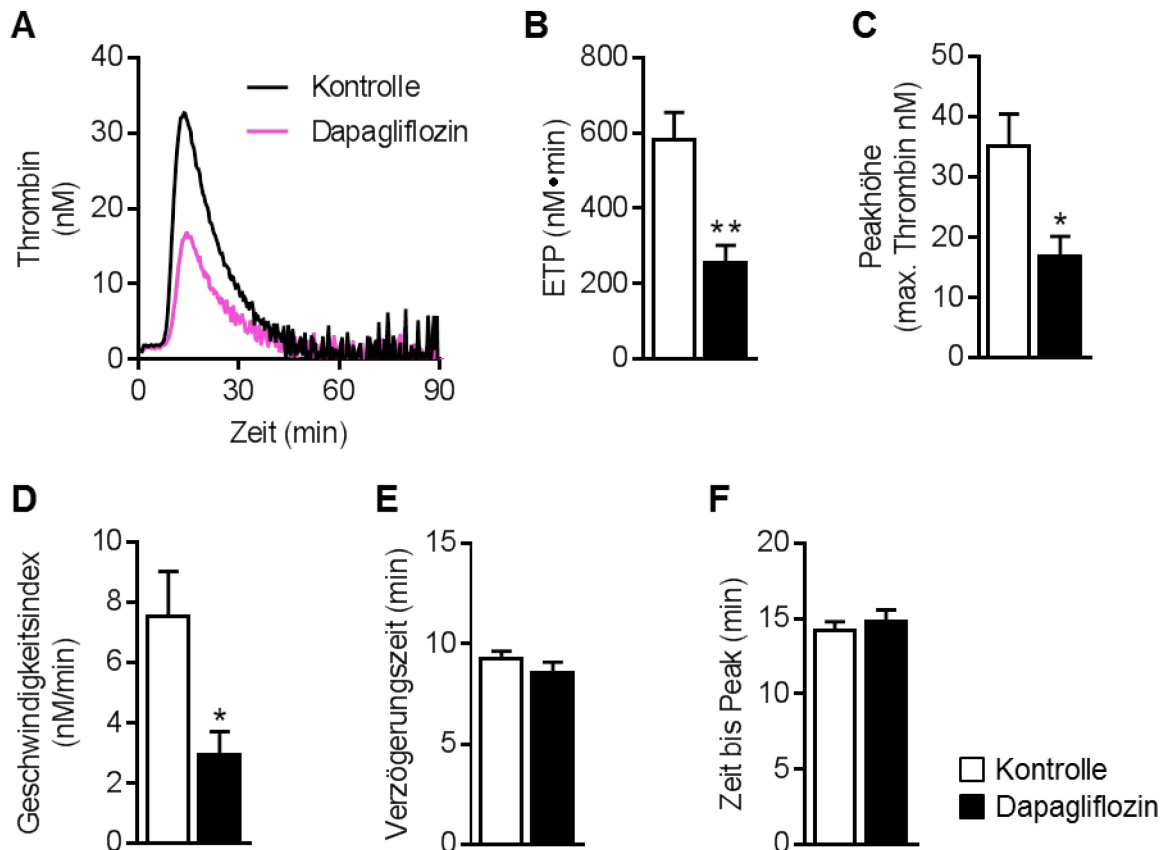 A
Thrombin
(nM)
40
30
20
10
0
0
30
60
90
Zeit (min)
Kontrolle
Dapagliflozin
B
ETP (nM•min)
800
600
400
200
0
**
C
Peakhöhe
(max. Thrombin nM)
50
40
30
20
10
0
*
D
Geschwindigkeitsindex
(nM/min)
10
8
6
4
2
0
*
E
Verzögerungszeit (min)
15
10
5
0
F
Zeit bis Peak (min)
20
15
10
5
0
Kontrolle
Dapagliflozin